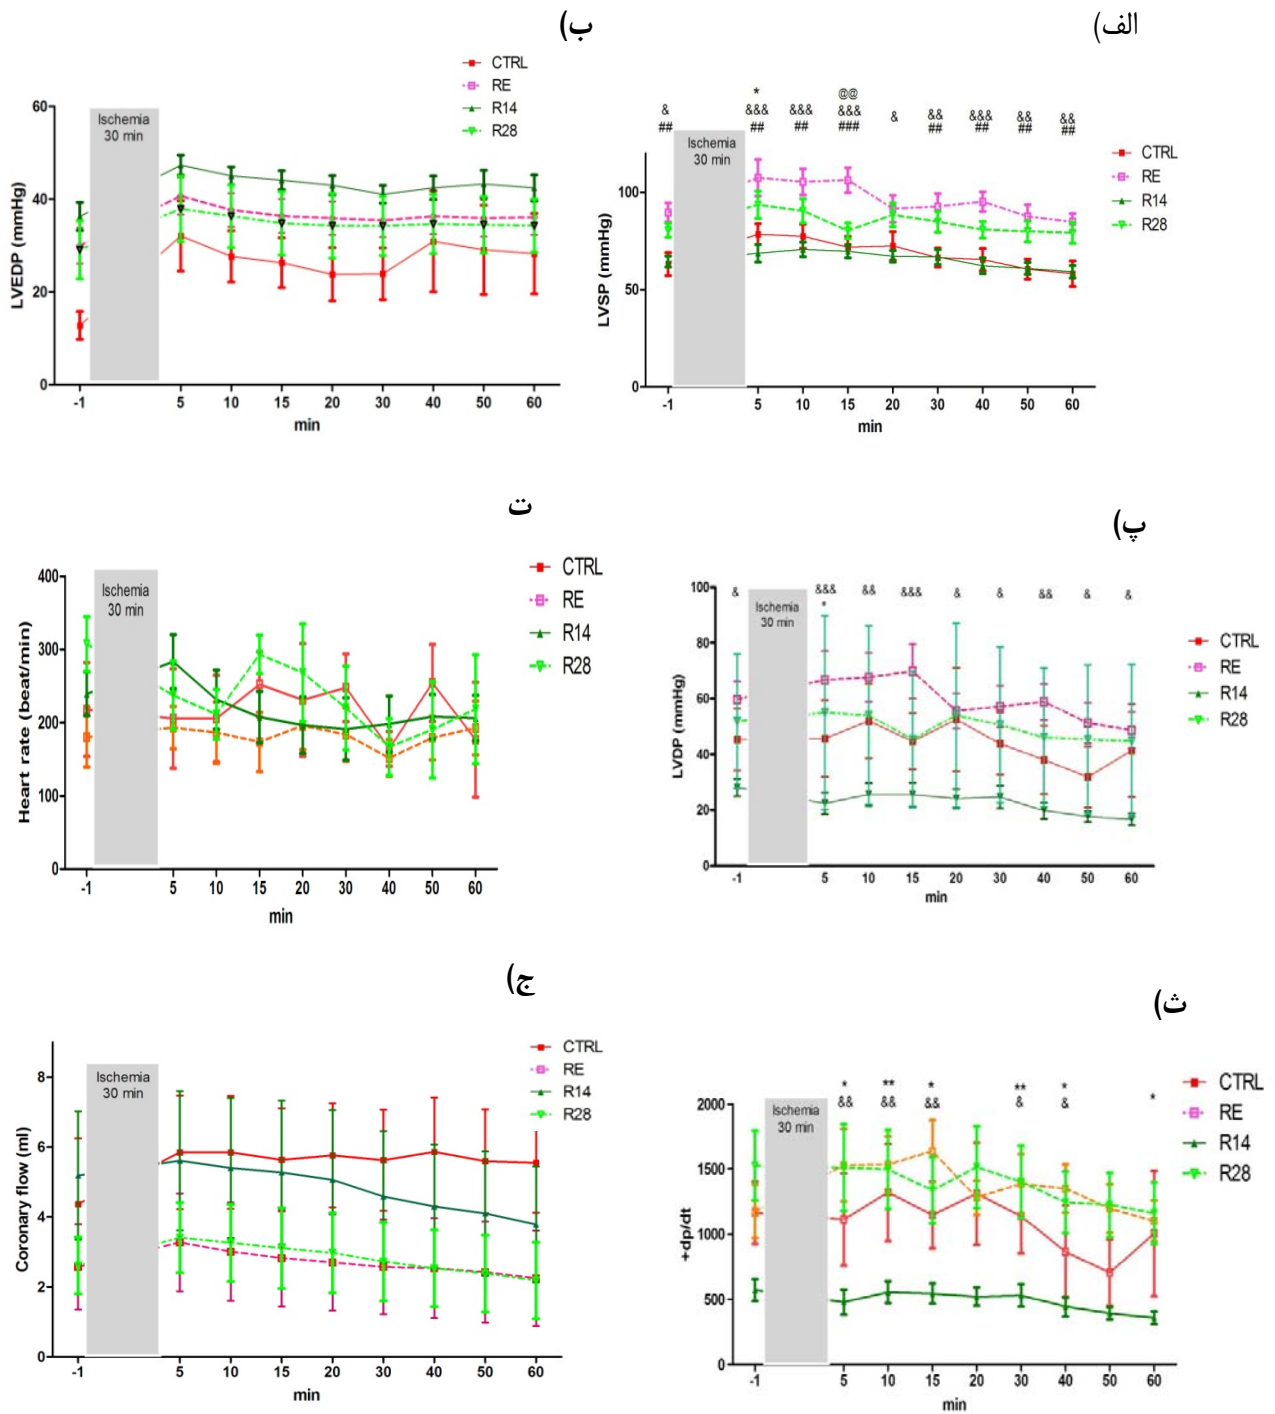 الف)
@@
*
& &&& &&& &&& & && &&& && &&
## ## ## ### ## ## ## ##
Ischemia
30 min
CTRL
RE
R14
R28
LVSP (mmHg)
100
50
0
-1 5 10 15 20 30 40 50 60
min
ب)
CTRL
RE
R14
R28
Ischemia
30 min
LVEDP (mmHg)
60
40
20
0
-1 5 10 15 20 30 40 50 60
min
پ)
& &&& && &&& & & && & &
*
Ischemia
30 min
CTRL
RE
R14
R28
LVDP (mmHg)
100
80
60
40
20
0
-1 5 10 15 20 30 40 50 60
min
ت
CTRL
RE
R14
R28
Ischemia
30 min
Heart rate (beat/min)
400
300
200
100
0
-1 5 10 15 20 30 40 50 60
min
ث)
* ** * ** * *
&& && && & &
Ischemia
30 min
CTRL
RE
R14
R28
+dp/dt
2000
1500
1000
500
0
-1 5 10 15 20 30 40 50 60
min
ج)
CTRL
RE
R14
R28
Ischemia
30 min
Coronary flow (ml)
8
6
4
2
0
-1 5 10 15 20 30 40 50 60
min